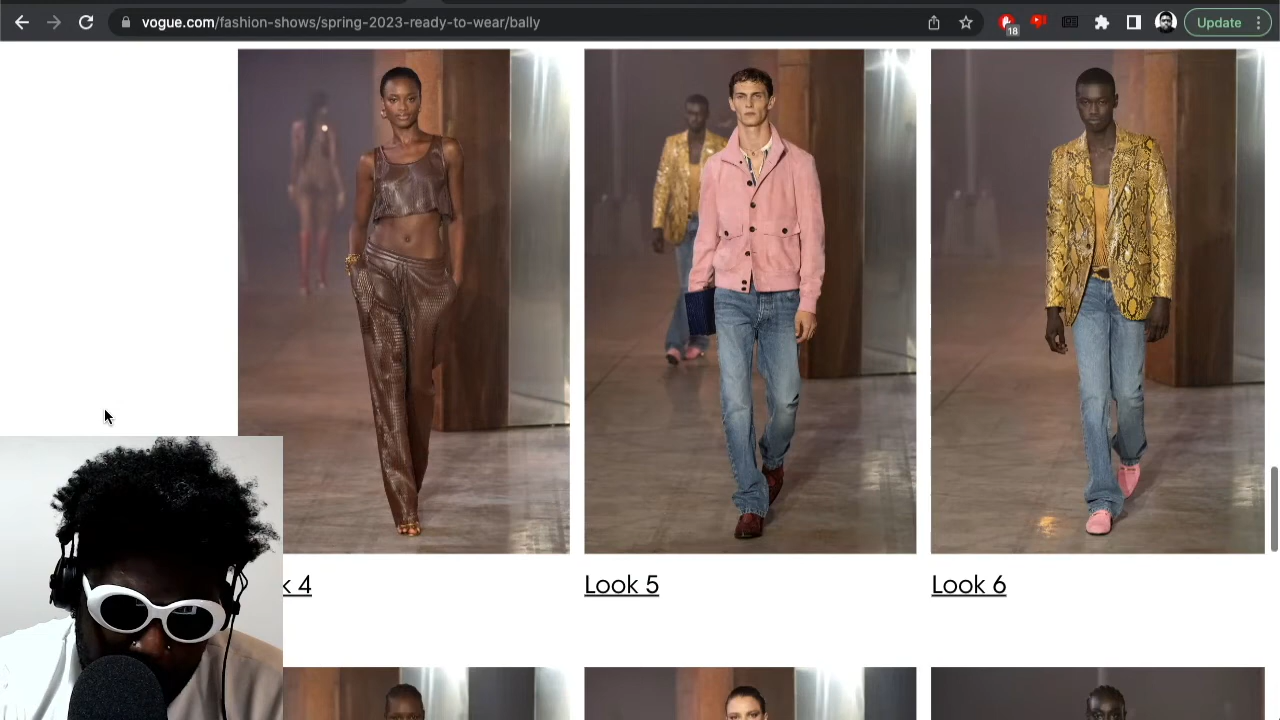 vogue.com/fashion-shows/spring-2023-ready-to-wear/bally
18
Update
k 4
Look 5
Look 6